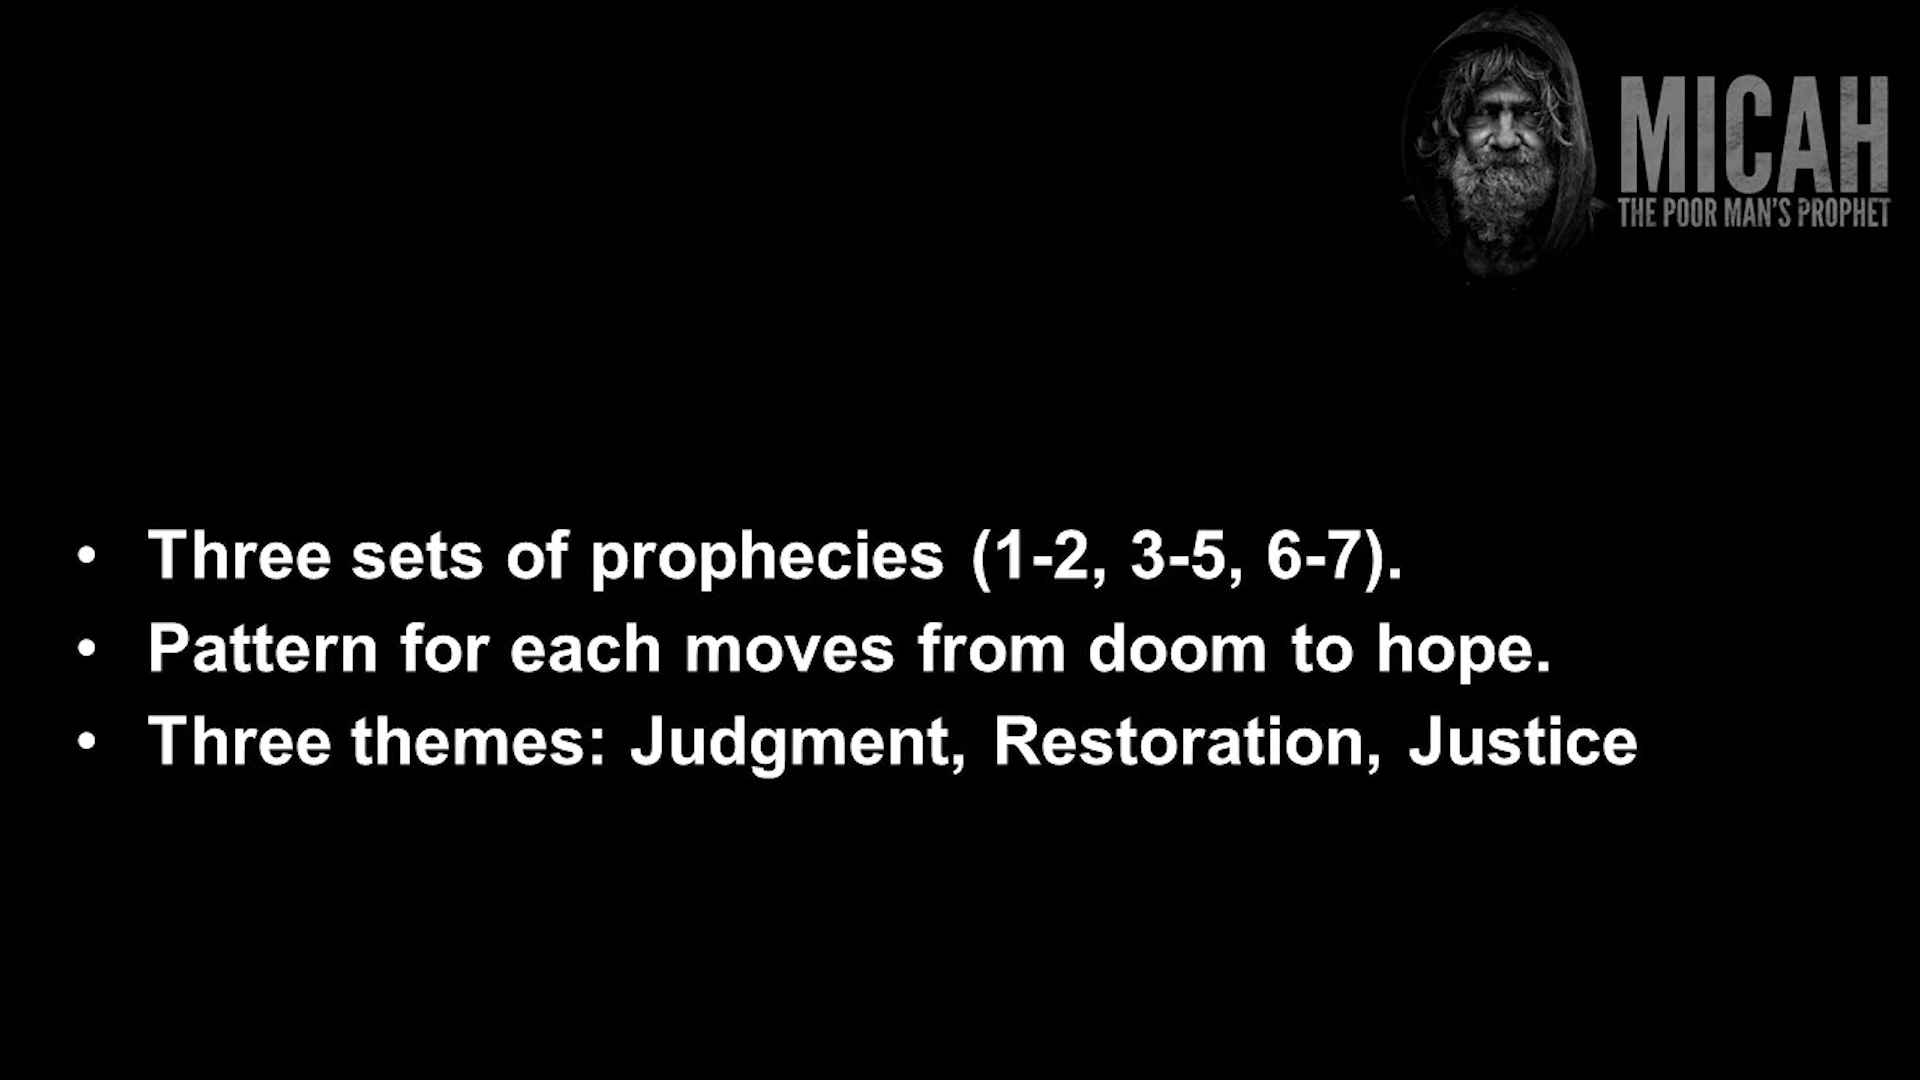 MICAH
THE POOR MAN'S PROPHET
• Three sets of prophecies (1-2, 3-5, 6-7).
• Pattern for each moves from doom to hope.
• Three themes: Judgment, Restoration, Justice